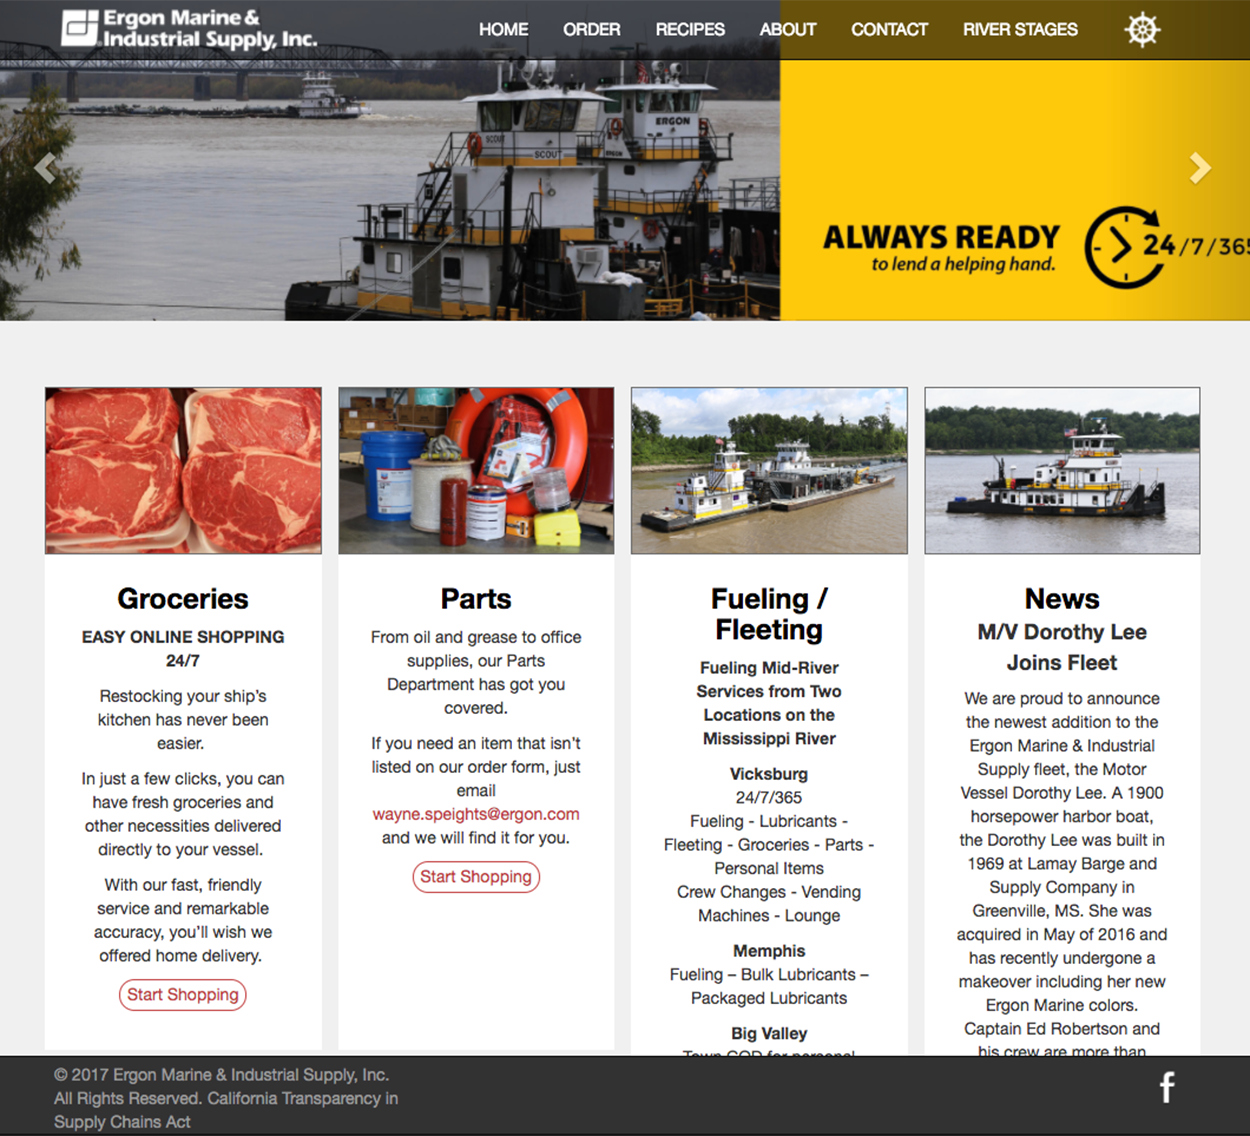 Ergon Marine &
Industrial Supply, Inc.
HOME ORDER RECIPES ABOUT CONTACT RIVER STAGES
SCOUT
SCOUT
ERGON
ALWAYS READY
to lend a helping hand.
24/7/365
Groceries
EASY ONLINE SHOPPING
24/7
Restocking your ship's
kitchen has never been
easier.
In just a few clicks, you can
have fresh groceries and
other necessities delivered
directly to your vessel.
With our fast, friendly
service and remarkable
accuracy, you'll wish we
offered home delivery.
Start Shopping
Parts
From oil and grease to office
supplies, our Parts
Department has got you
covered.
If you need an item that isn't
listed on our order form, just
email
wayne.speights@ergon.com
and we will find it for you.
Start Shopping
Fueling /
Fleeting
Fueling Mid-River
Services from Two
Locations on the
Mississippi River
Vicksburg
24/7/365
Fueling - Lubricants -
Fleeting - Groceries - Parts -
Personal Items
Crew Changes - Vending
Machines - Lounge
Memphis
Fueling – Bulk Lubricants –
Packaged Lubricants
Big Valley
Town COD for personal
News
M/V Dorothy Lee
Joins Fleet
We are proud to announce
the newest addition to the
Ergon Marine & Industrial
Supply fleet, the Motor
Vessel Dorothy Lee. A 1900
horsepower harbor boat,
the Dorothy Lee was built in
1969 at Lamay Barge and
Supply Company in
Greenville, MS. She was
acquired in May of 2016 and
has recently undergone a
makeover including her new
Ergon Marine colors.
Captain Ed Robertson and
his crew are more than
© 2017 Ergon Marine & Industrial Supply, Inc.
All Rights Reserved. California Transparency in
Supply Chains Act